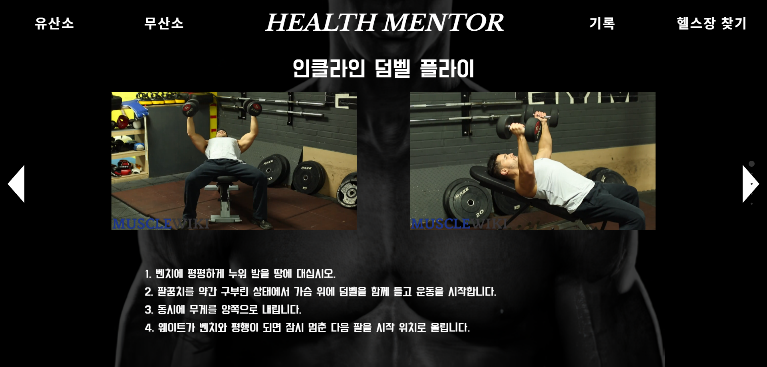 유산소 무산소 HEALTH MENTOR 기록 헬스장 찾기
인클라인 덤벨 플라이
MUSCLEWIKI MUSCLEWIKI
1. 벤치에 평평하게 누워 발을 땅에 대십시오.
2. 팔꿈치를 약간 구부린 상태에서 가슴 위에 덤벨을 함께 들고 운동을 시작합니다.
3. 동시에 무게를 양쪽으로 내립니다.
4. 웨이트가 벤치와 평행이 되면 잠시 멈춘 다음 팔을 시작 위치로 올립니다.